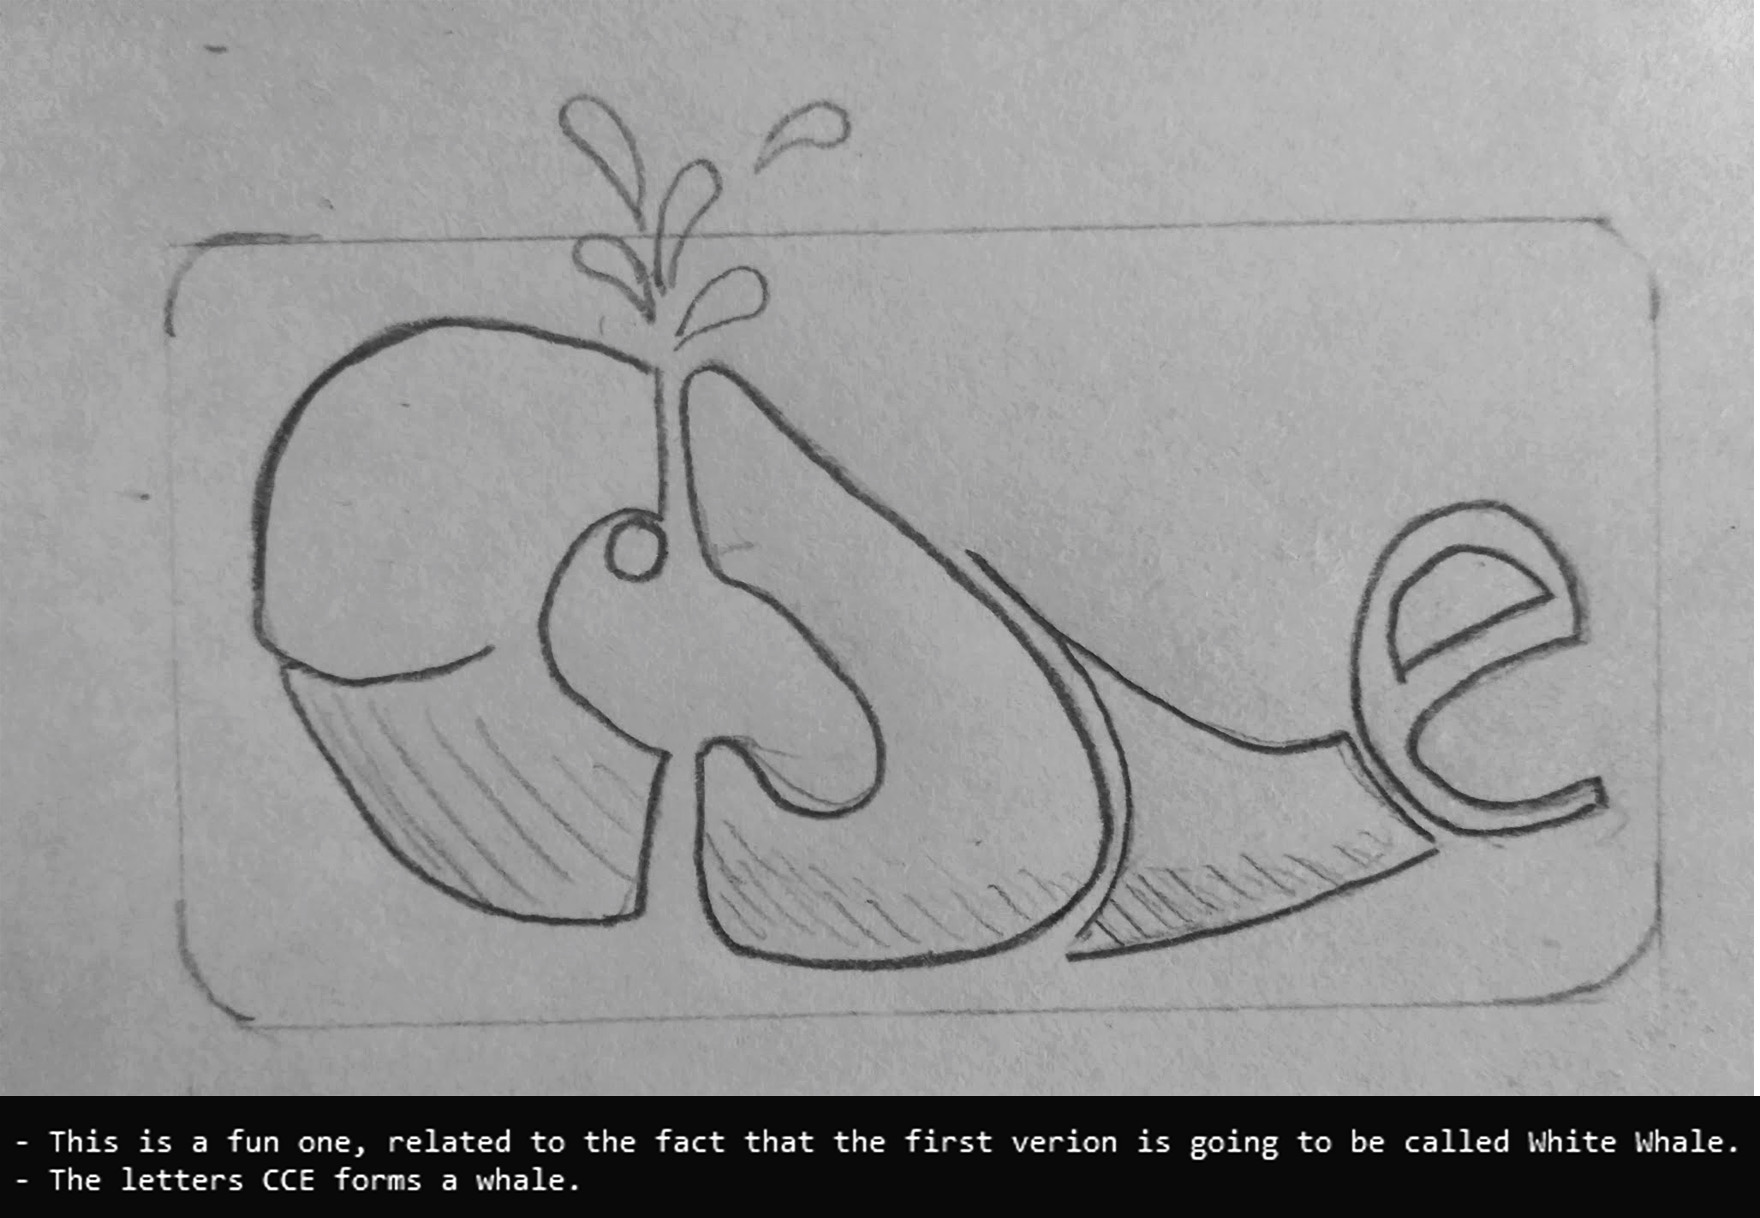 e
- This is a fun one, related to the fact that the first verion is going to be called White Whale.
- The letters CCE forms a whale.